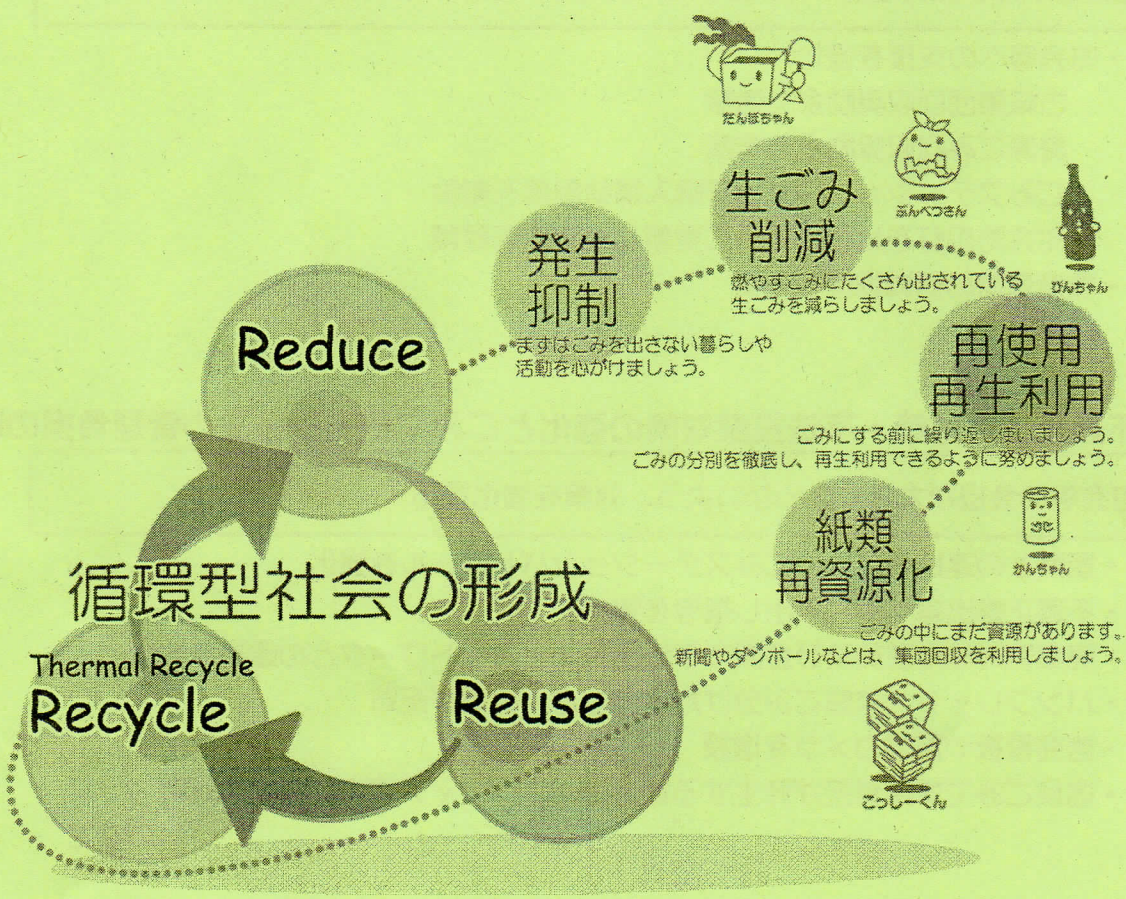 だんぼちゃん
生ごみ
削減
ぶんべつさん
燃やすごみにたくさん出されている
生ごみを減らしましょう。
びんちゃん
発生
抑制
まずはごみを出さない暮らしや
活動を心がけましょう。
Reduce
再使用
再生利用
ごみにする前に繰り返し使いましょう。
ごみの分別を徹底し、再生利用できるように努めましょう。
かんちゃん
紙類
再資源化
ごみの中にまだ資源があります。
新聞やダンボールなどは、集団回収を利用しましょう。
こっしーくん
循環型社会の形成
Thermal Recycle
Recycle
Reuse